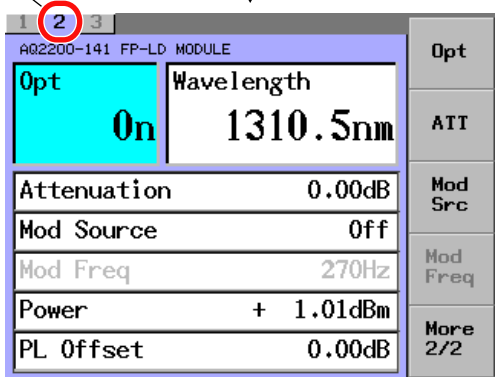 1 2 3
AQ2200-141 FP-LD MODULE
Opt
On
Wavelength
1310.5nm
Attenuation 0.00dB
Mod Source Off
Mod Freq 270Hz
Power + 1.01dBm
PL Offset 0.00dB
Opt
ATT
Mod
Src
Mod
Freq
More
2/2